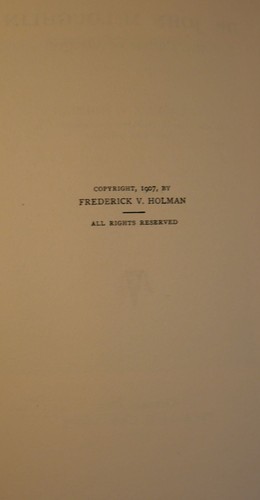 COPYRIGHT, 1907, BY
FREDERICK V. HOLMAN
ALL RIGHTS RESERVED